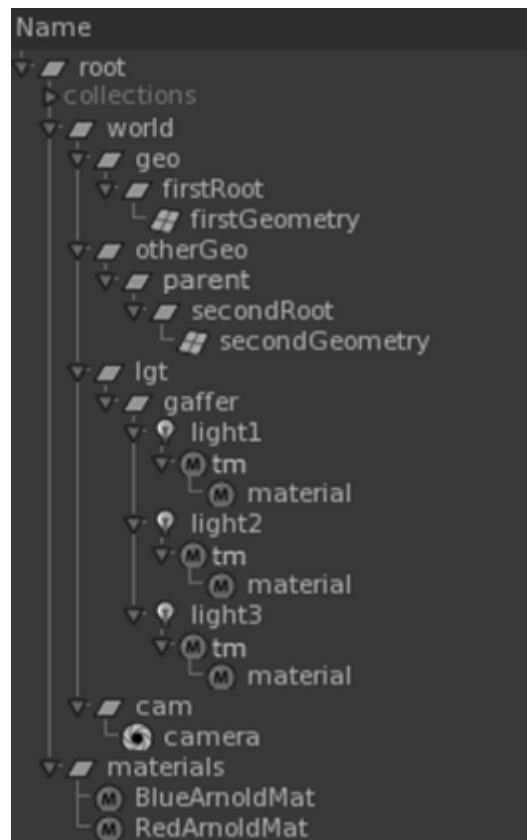 Name
root
collections
world
geo
firstRoot
firstGeometry
otherGeo
parent
secondRoot
secondGeometry
lgt
gaffer
light1
M tm
M material
light2
M tm
M material
light3
M tm
M material
cam
camera
materials
M BlueArnoldMat
M RedArnoldMat